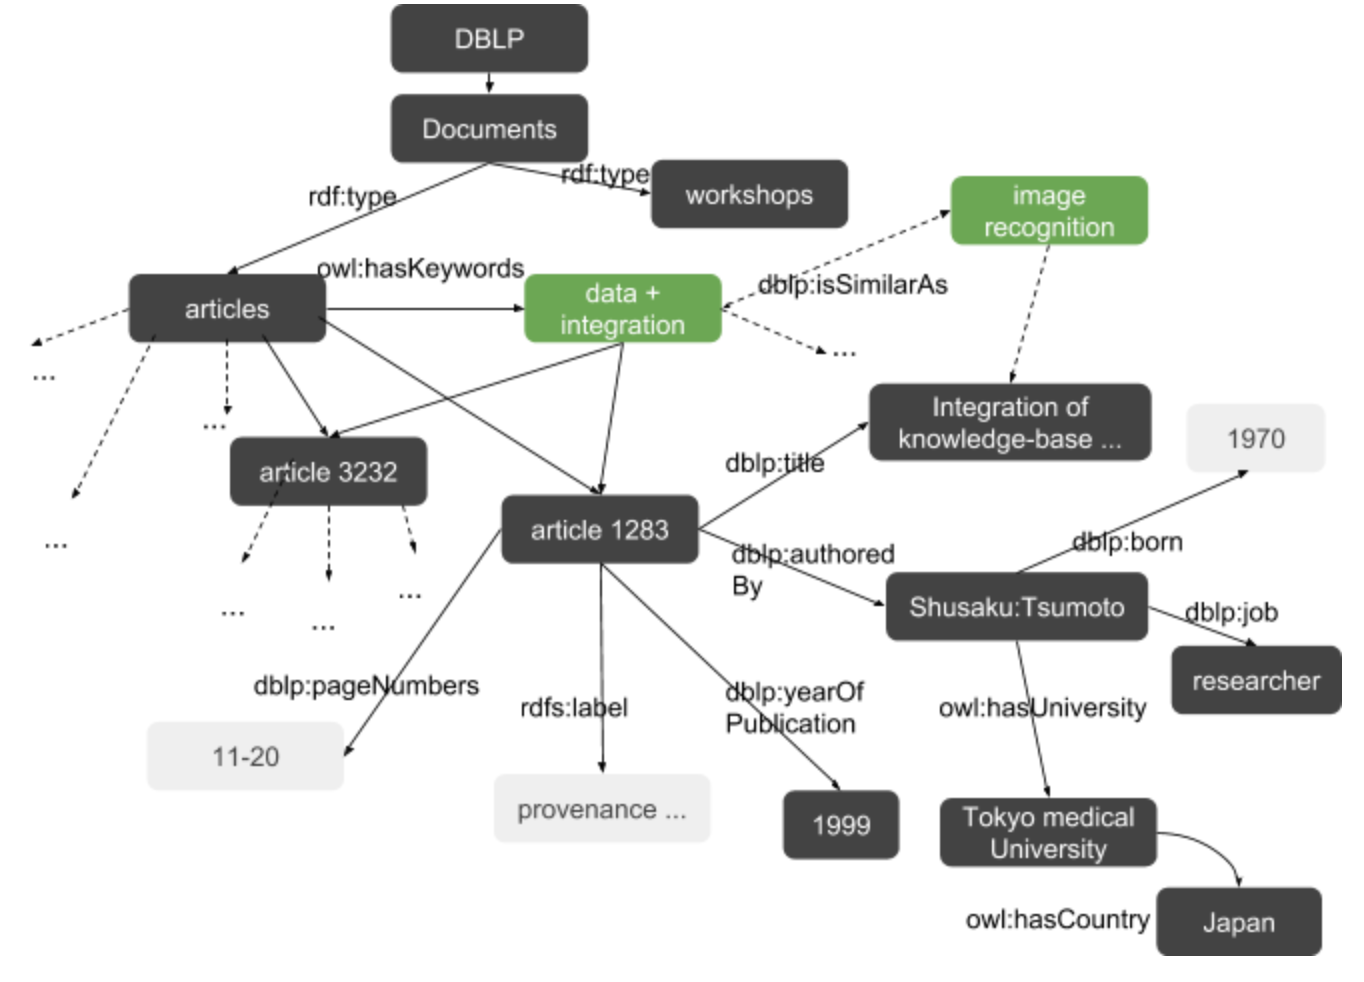 DBLP
Documents
rdf:type
rdf:type
workshops
image
recognition
owl:hasKeywords
articles
data +
integration
dblp:isSimilarAs
...
...
...
Integration of
knowledge-base ...
1970
article 3232
dblp:title
article 1283
...
dblp:authored
By
dblp:born
Shusaku:Tsumoto
dblp:job
...
...
...
researcher
dblp:pageNumbers
rdfs:label
dblp:yearOf
Publication
owl:hasUniversity
11-20
provenance ...
1999
Tokyo medical
University
owl:hasCountry
Japan